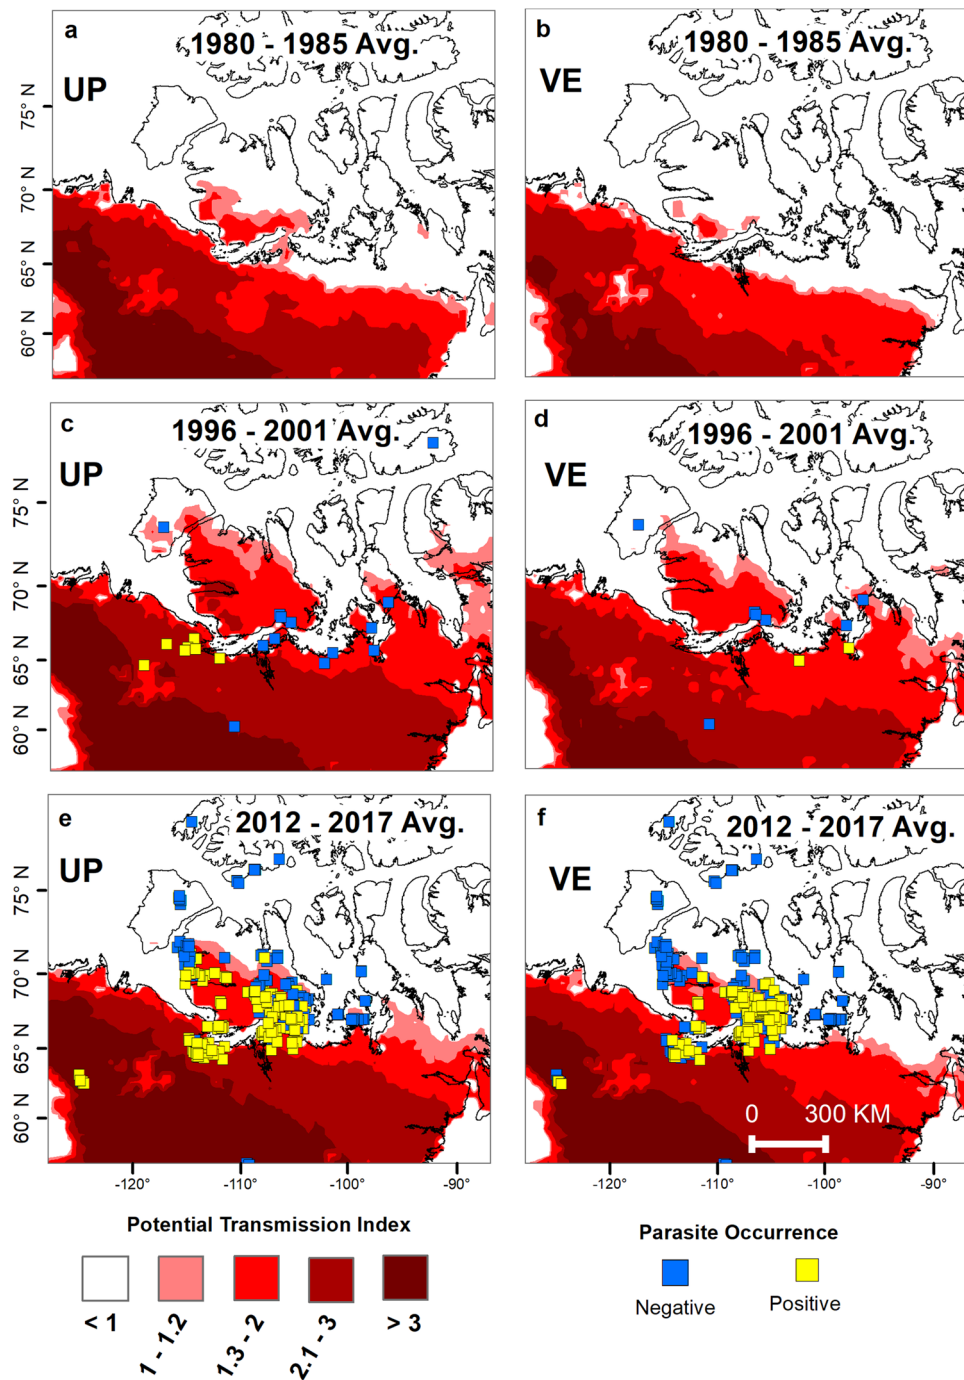 a
1980 - 1985 Avg.
UP
75° N
70° N
65° N
60° N
b
1980 - 1985 Avg.
VE
c
1996 - 2001 Avg.
UP
75° N
70° N
65° N
60° N
d
1996 - 2001 Avg.
VE
e
2012 - 2017 Avg.
UP
75° N
70° N
65° N
60° N
-120°
-110°
-100°
-90°
f
2012 - 2017 Avg.
VE
0 300 KM
-120°
-110°
-100°
-90°
Potential Transmission Index
< 1
1 - 1.2
1.3 - 2
2.1 - 3
> 3
Parasite Occurrence
Negative
Positive